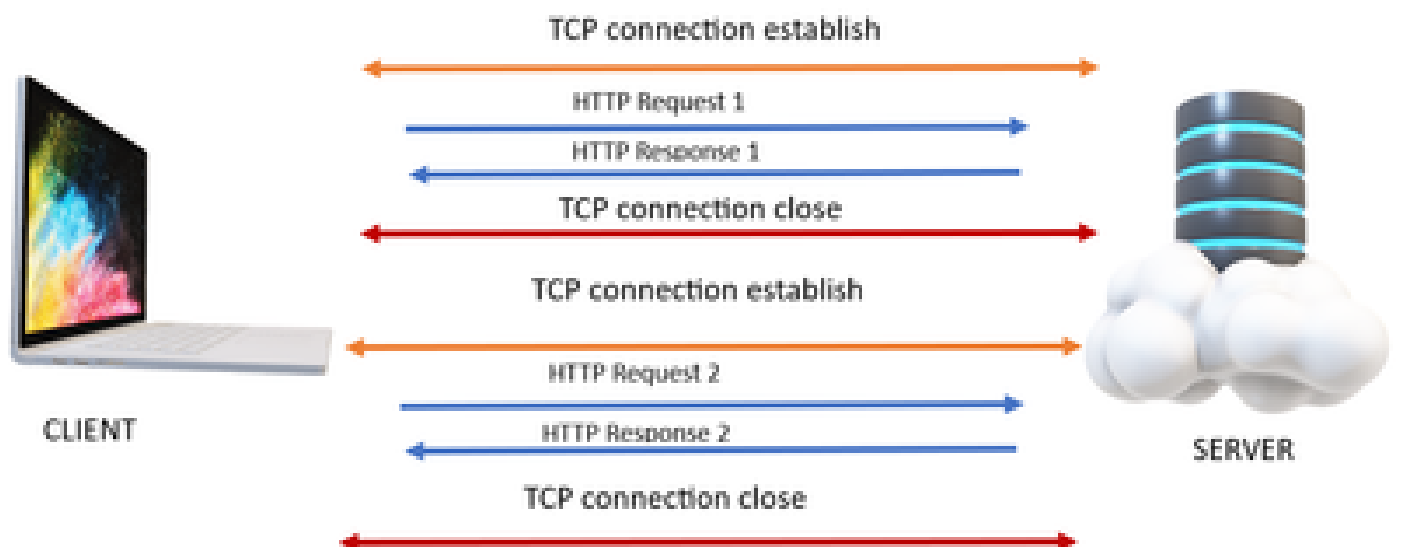 TCP connection establish
HTTP Request 1
HTTP Response 1
TCP connection close
TCP connection establish
HTTP Request 2
HTTP Response 2
TCP connection close
CLIENT
SERVER